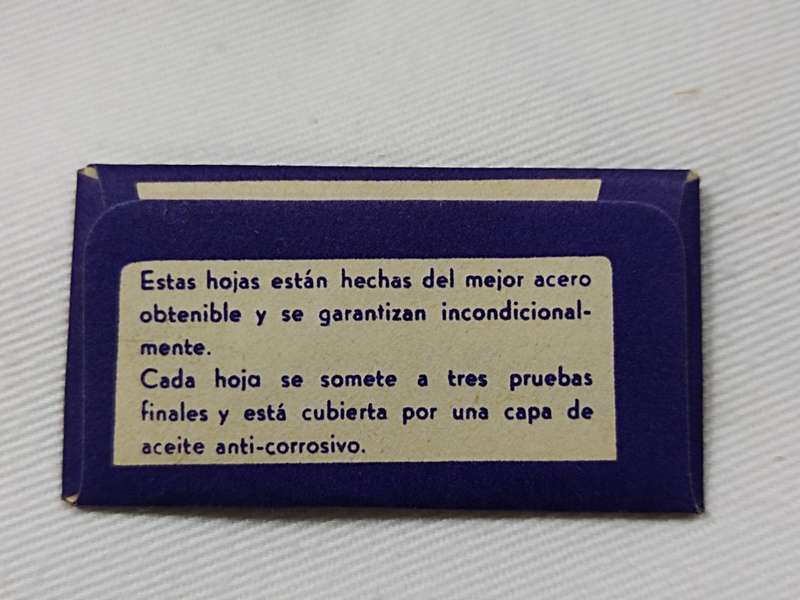 Estas hojas están hechas del mejor acero
obtenible y se garantizan incondicional-
mente.
Cada hoja se somete a tres pruebas
finales y está cubierta por una capa de
aceite anti-corrosivo.